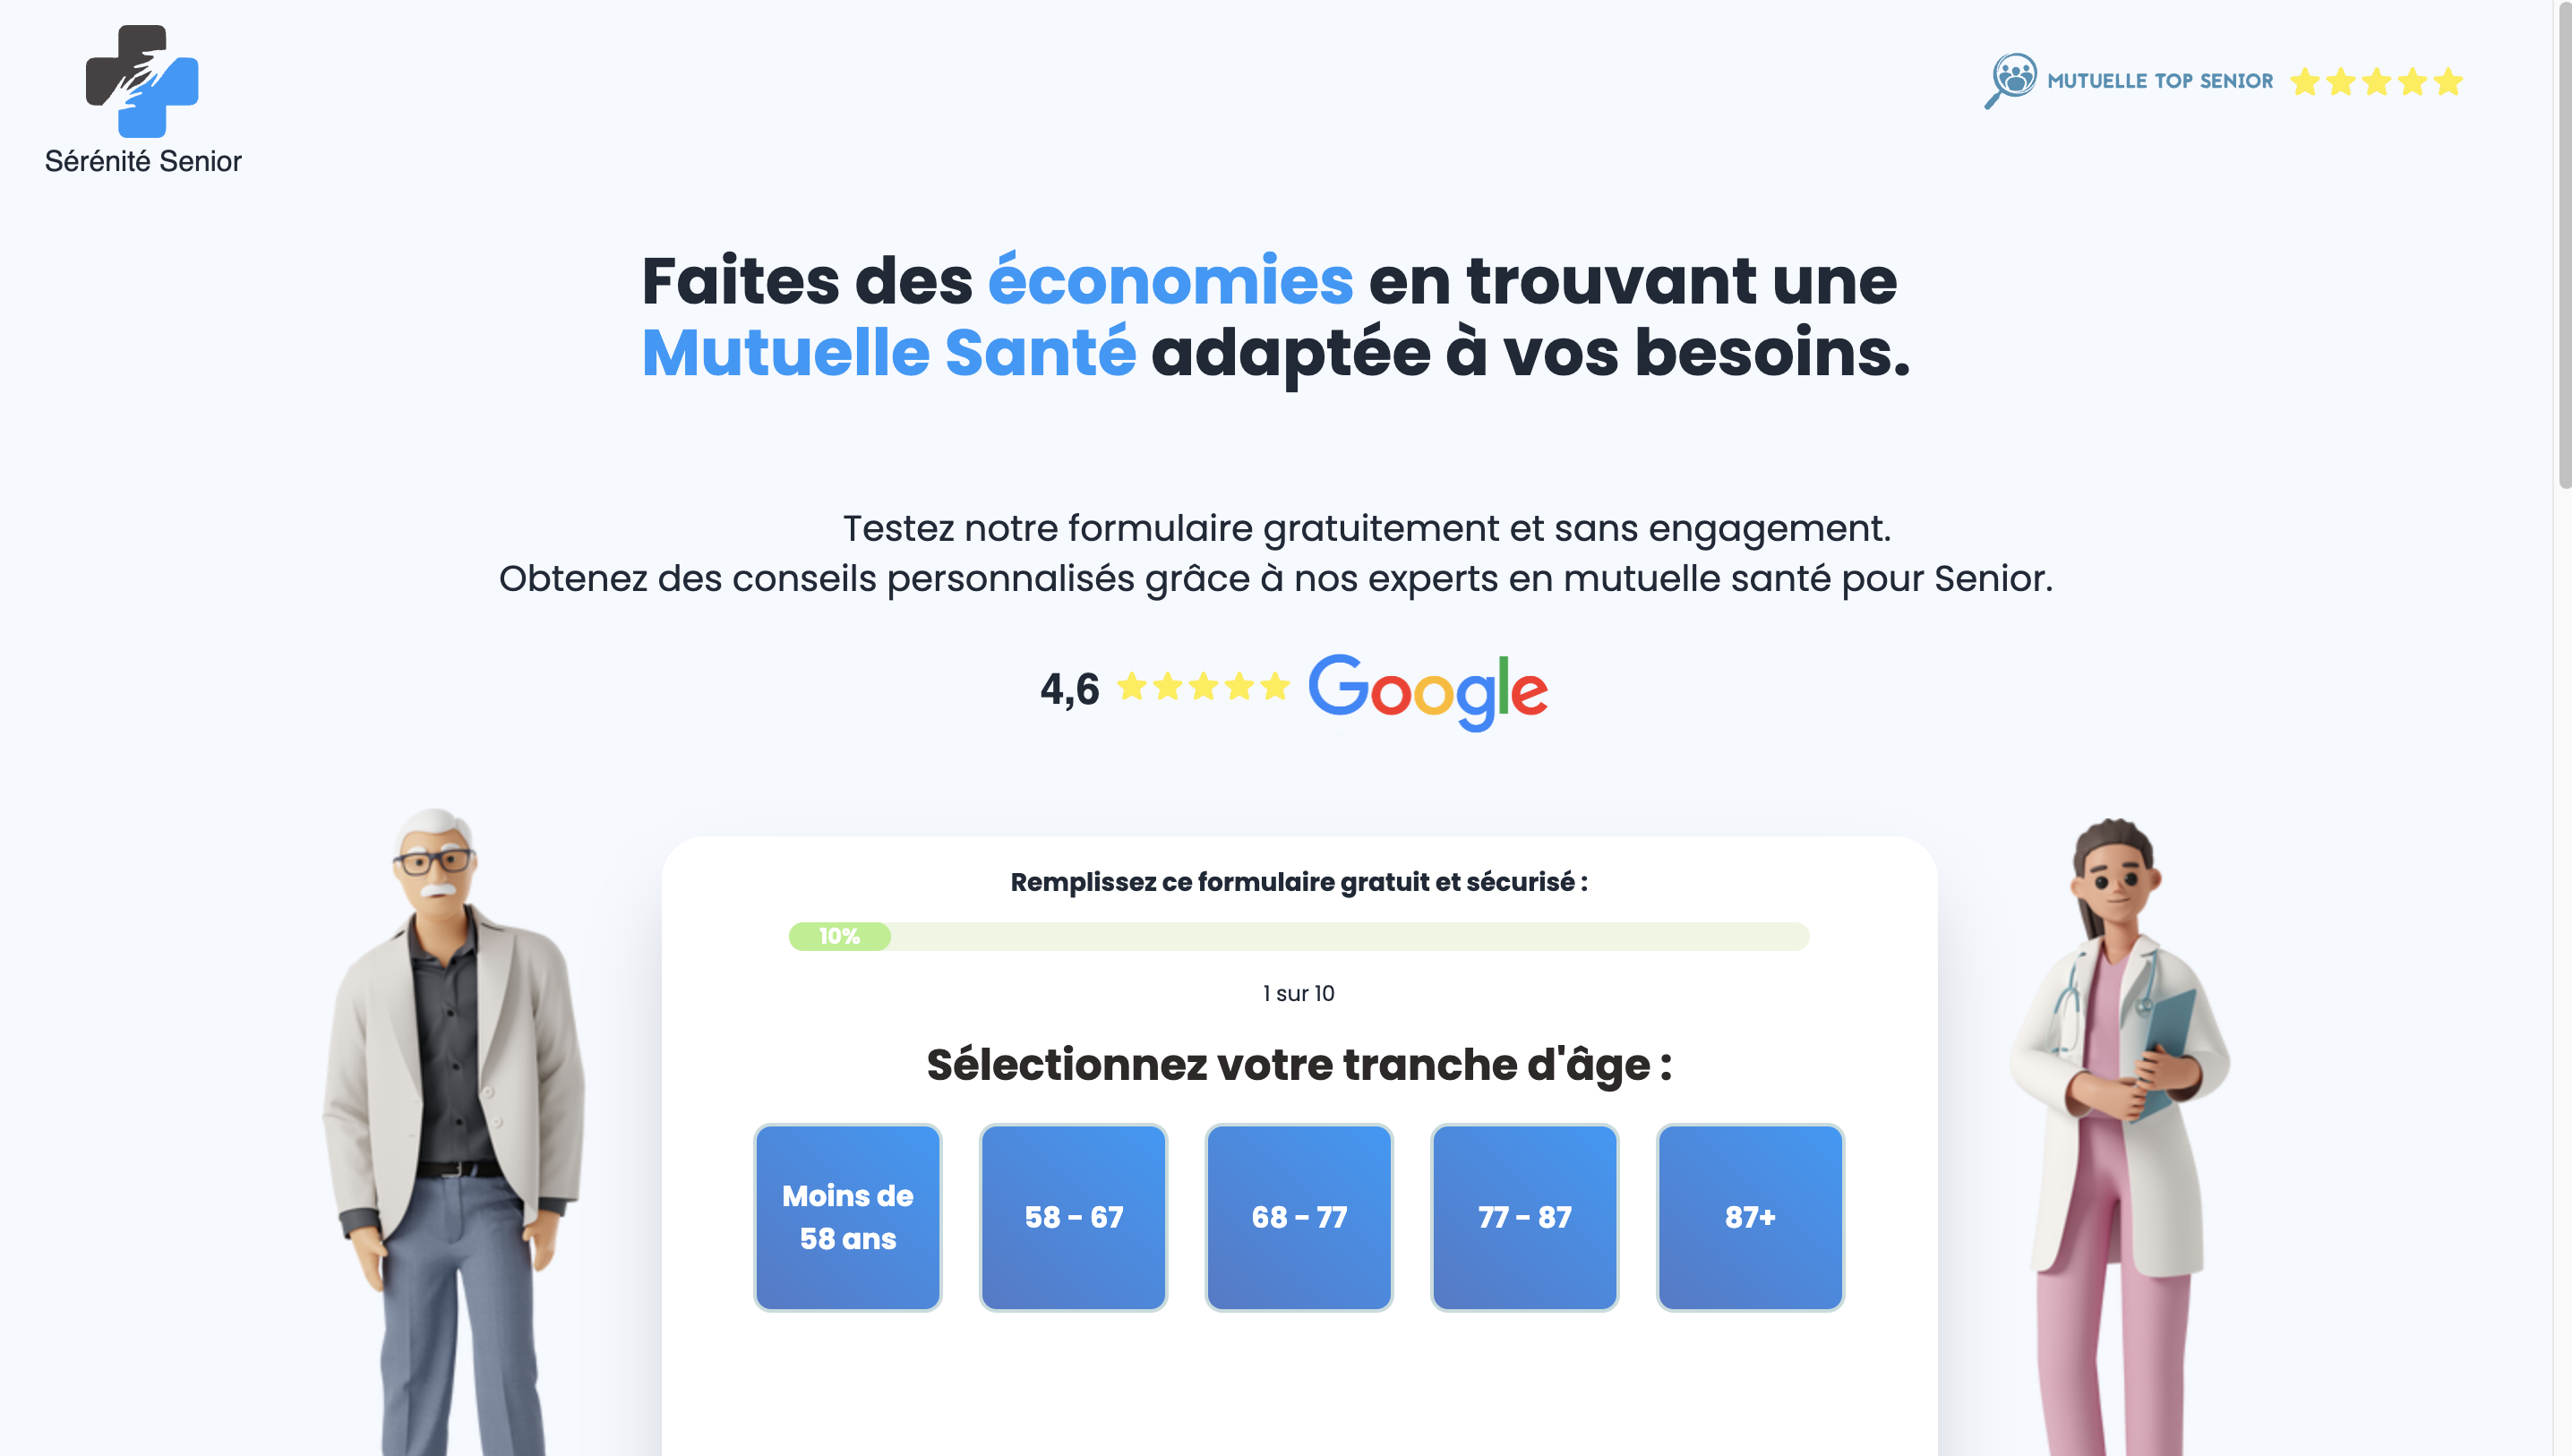 Sérénité Senior
MUTUELLE TOP SENIOR
Faites des économies en trouvant une
Mutuelle Santé adaptée à vos besoins.
Testez notre formulaire gratuitement et sans engagement.
Obtenez des conseils personnalisés grâce à nos experts en mutuelle santé pour Senior.
4,6 Google
Remplissez ce formulaire gratuit et sécurisé :
10%
1 sur 10
Sélectionnez votre tranche d'âge :
Moins de
58 ans
58 - 67
68 - 77
77 - 87
87+